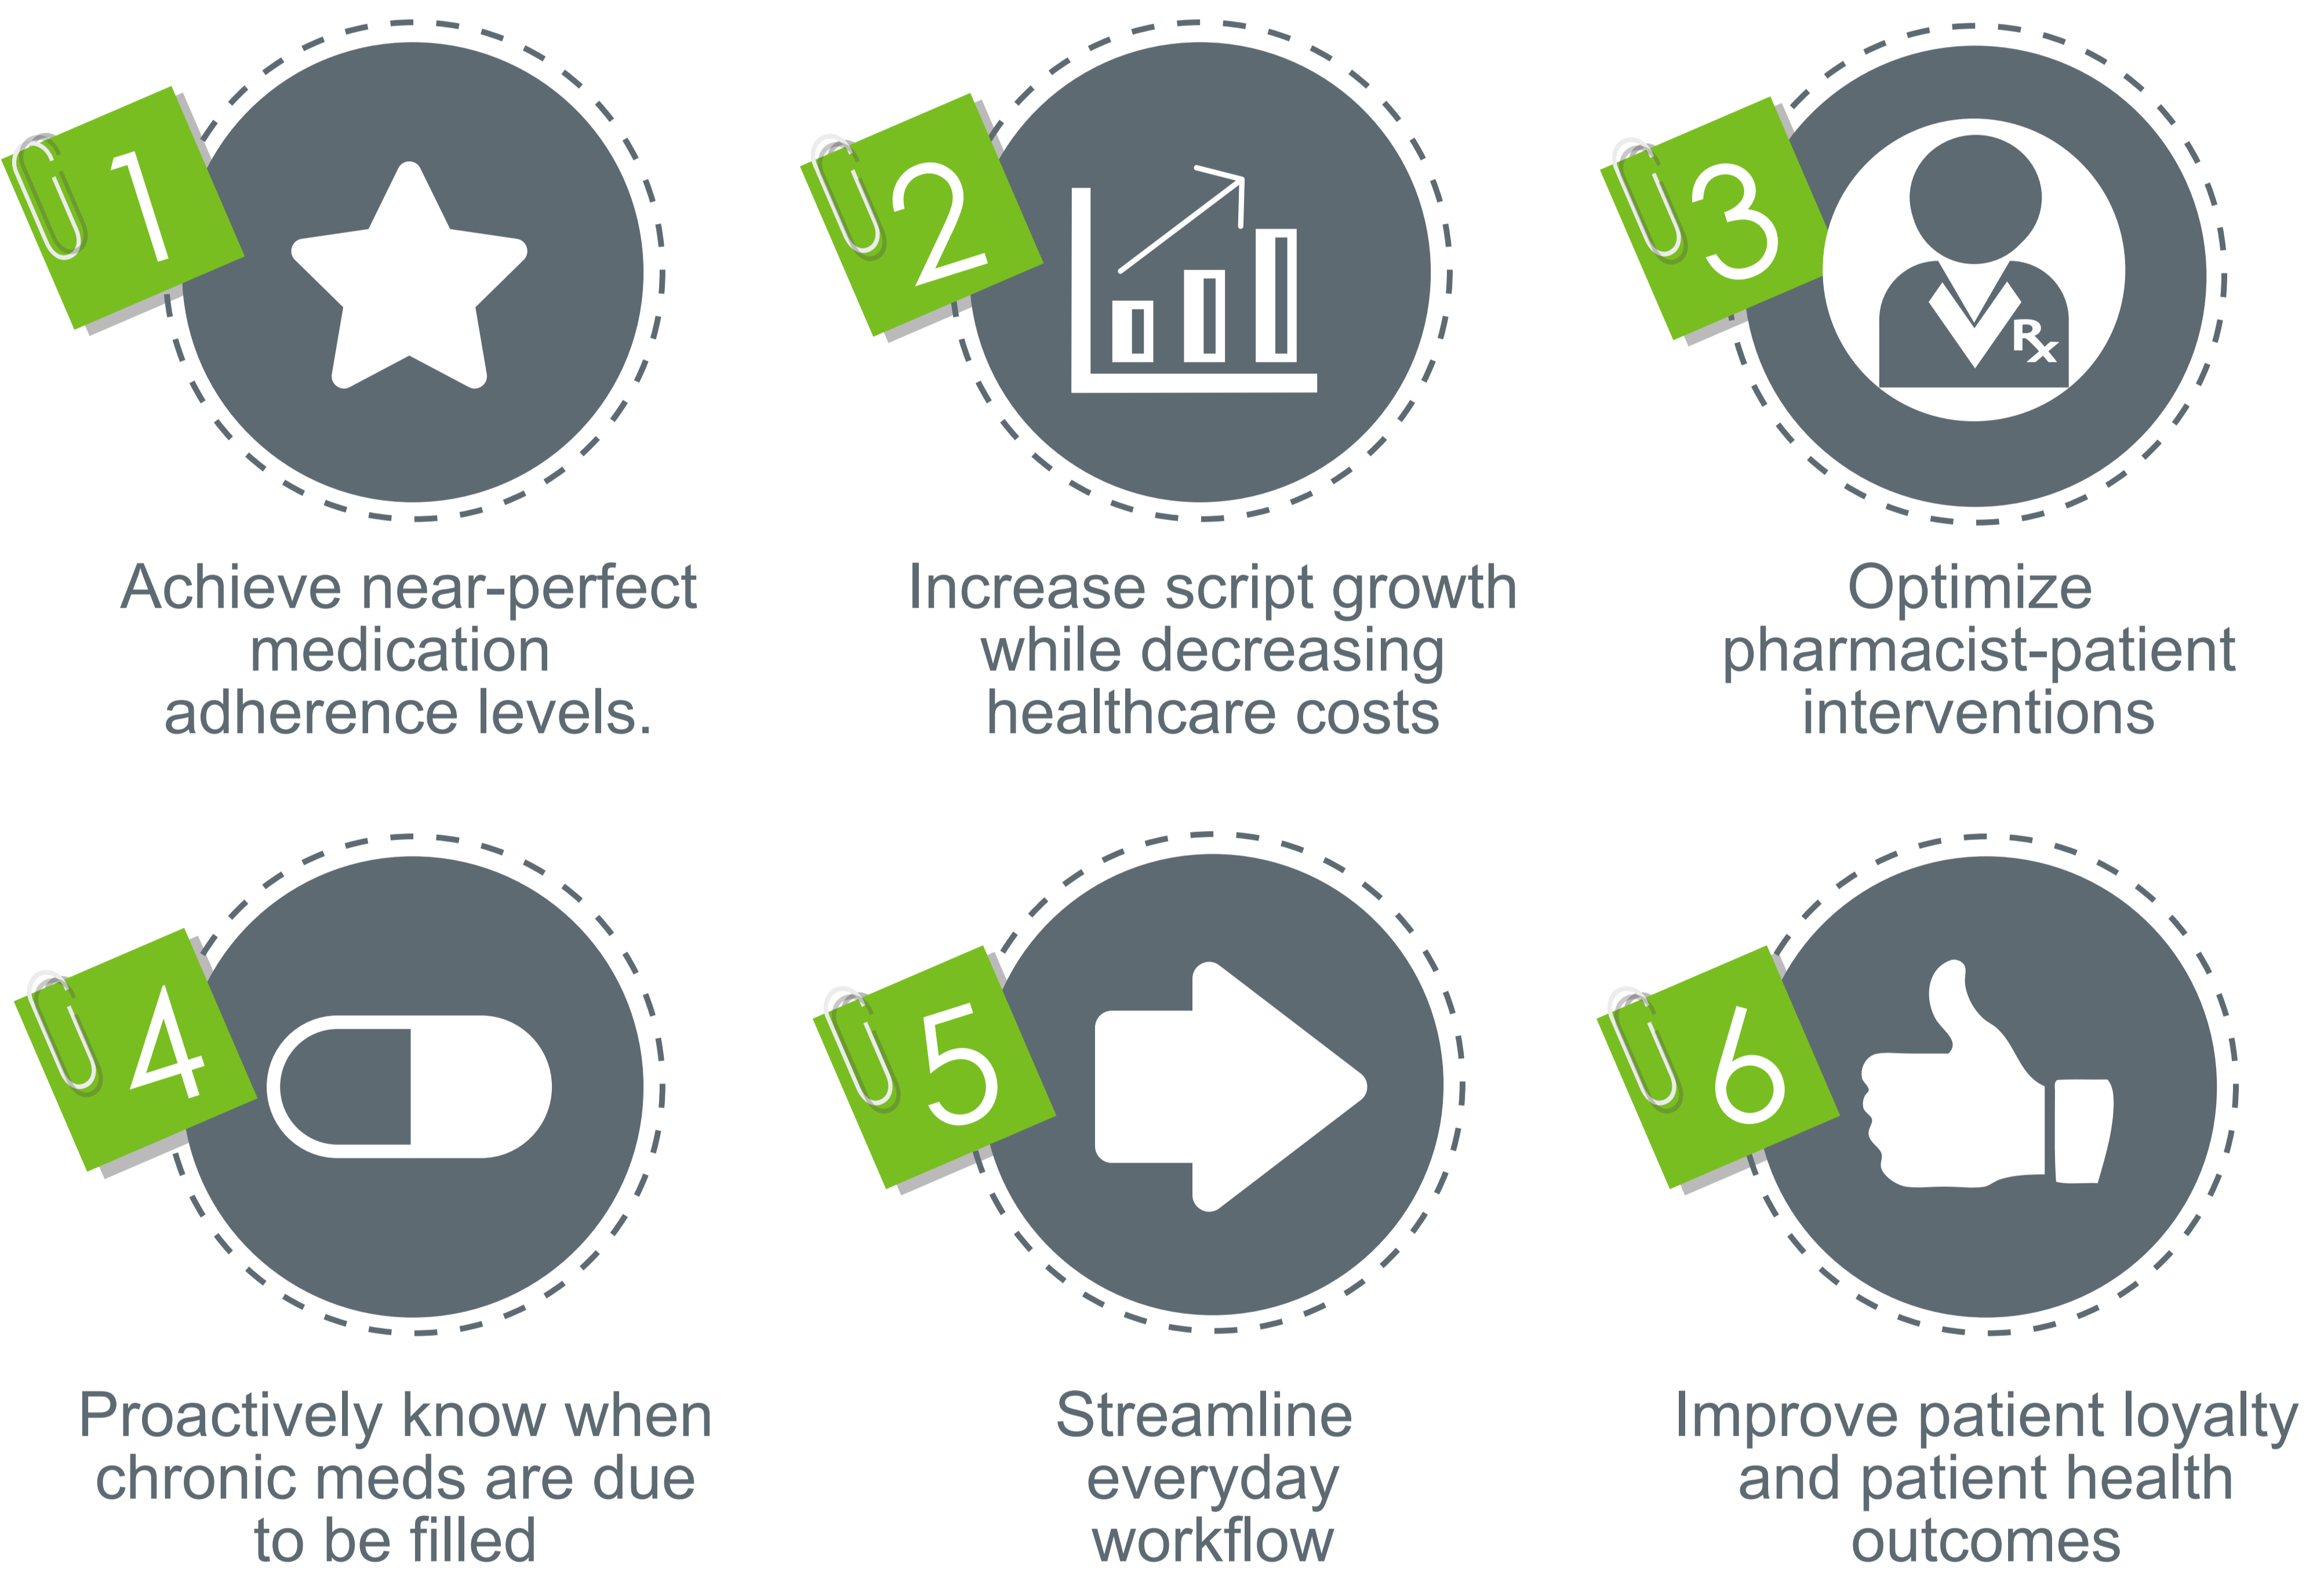 1
Achieve near-perfect
medication
adherence levels.
2
Increase script growth
while decreasing
healthcare costs
3
Rx
Optimize
pharmacist-patient
interventions
4
Proactively know when
chronic meds are due
to be filled
5
Streamline
everyday
workflow
6
Improve patient loyalty
and patient health
outcomes